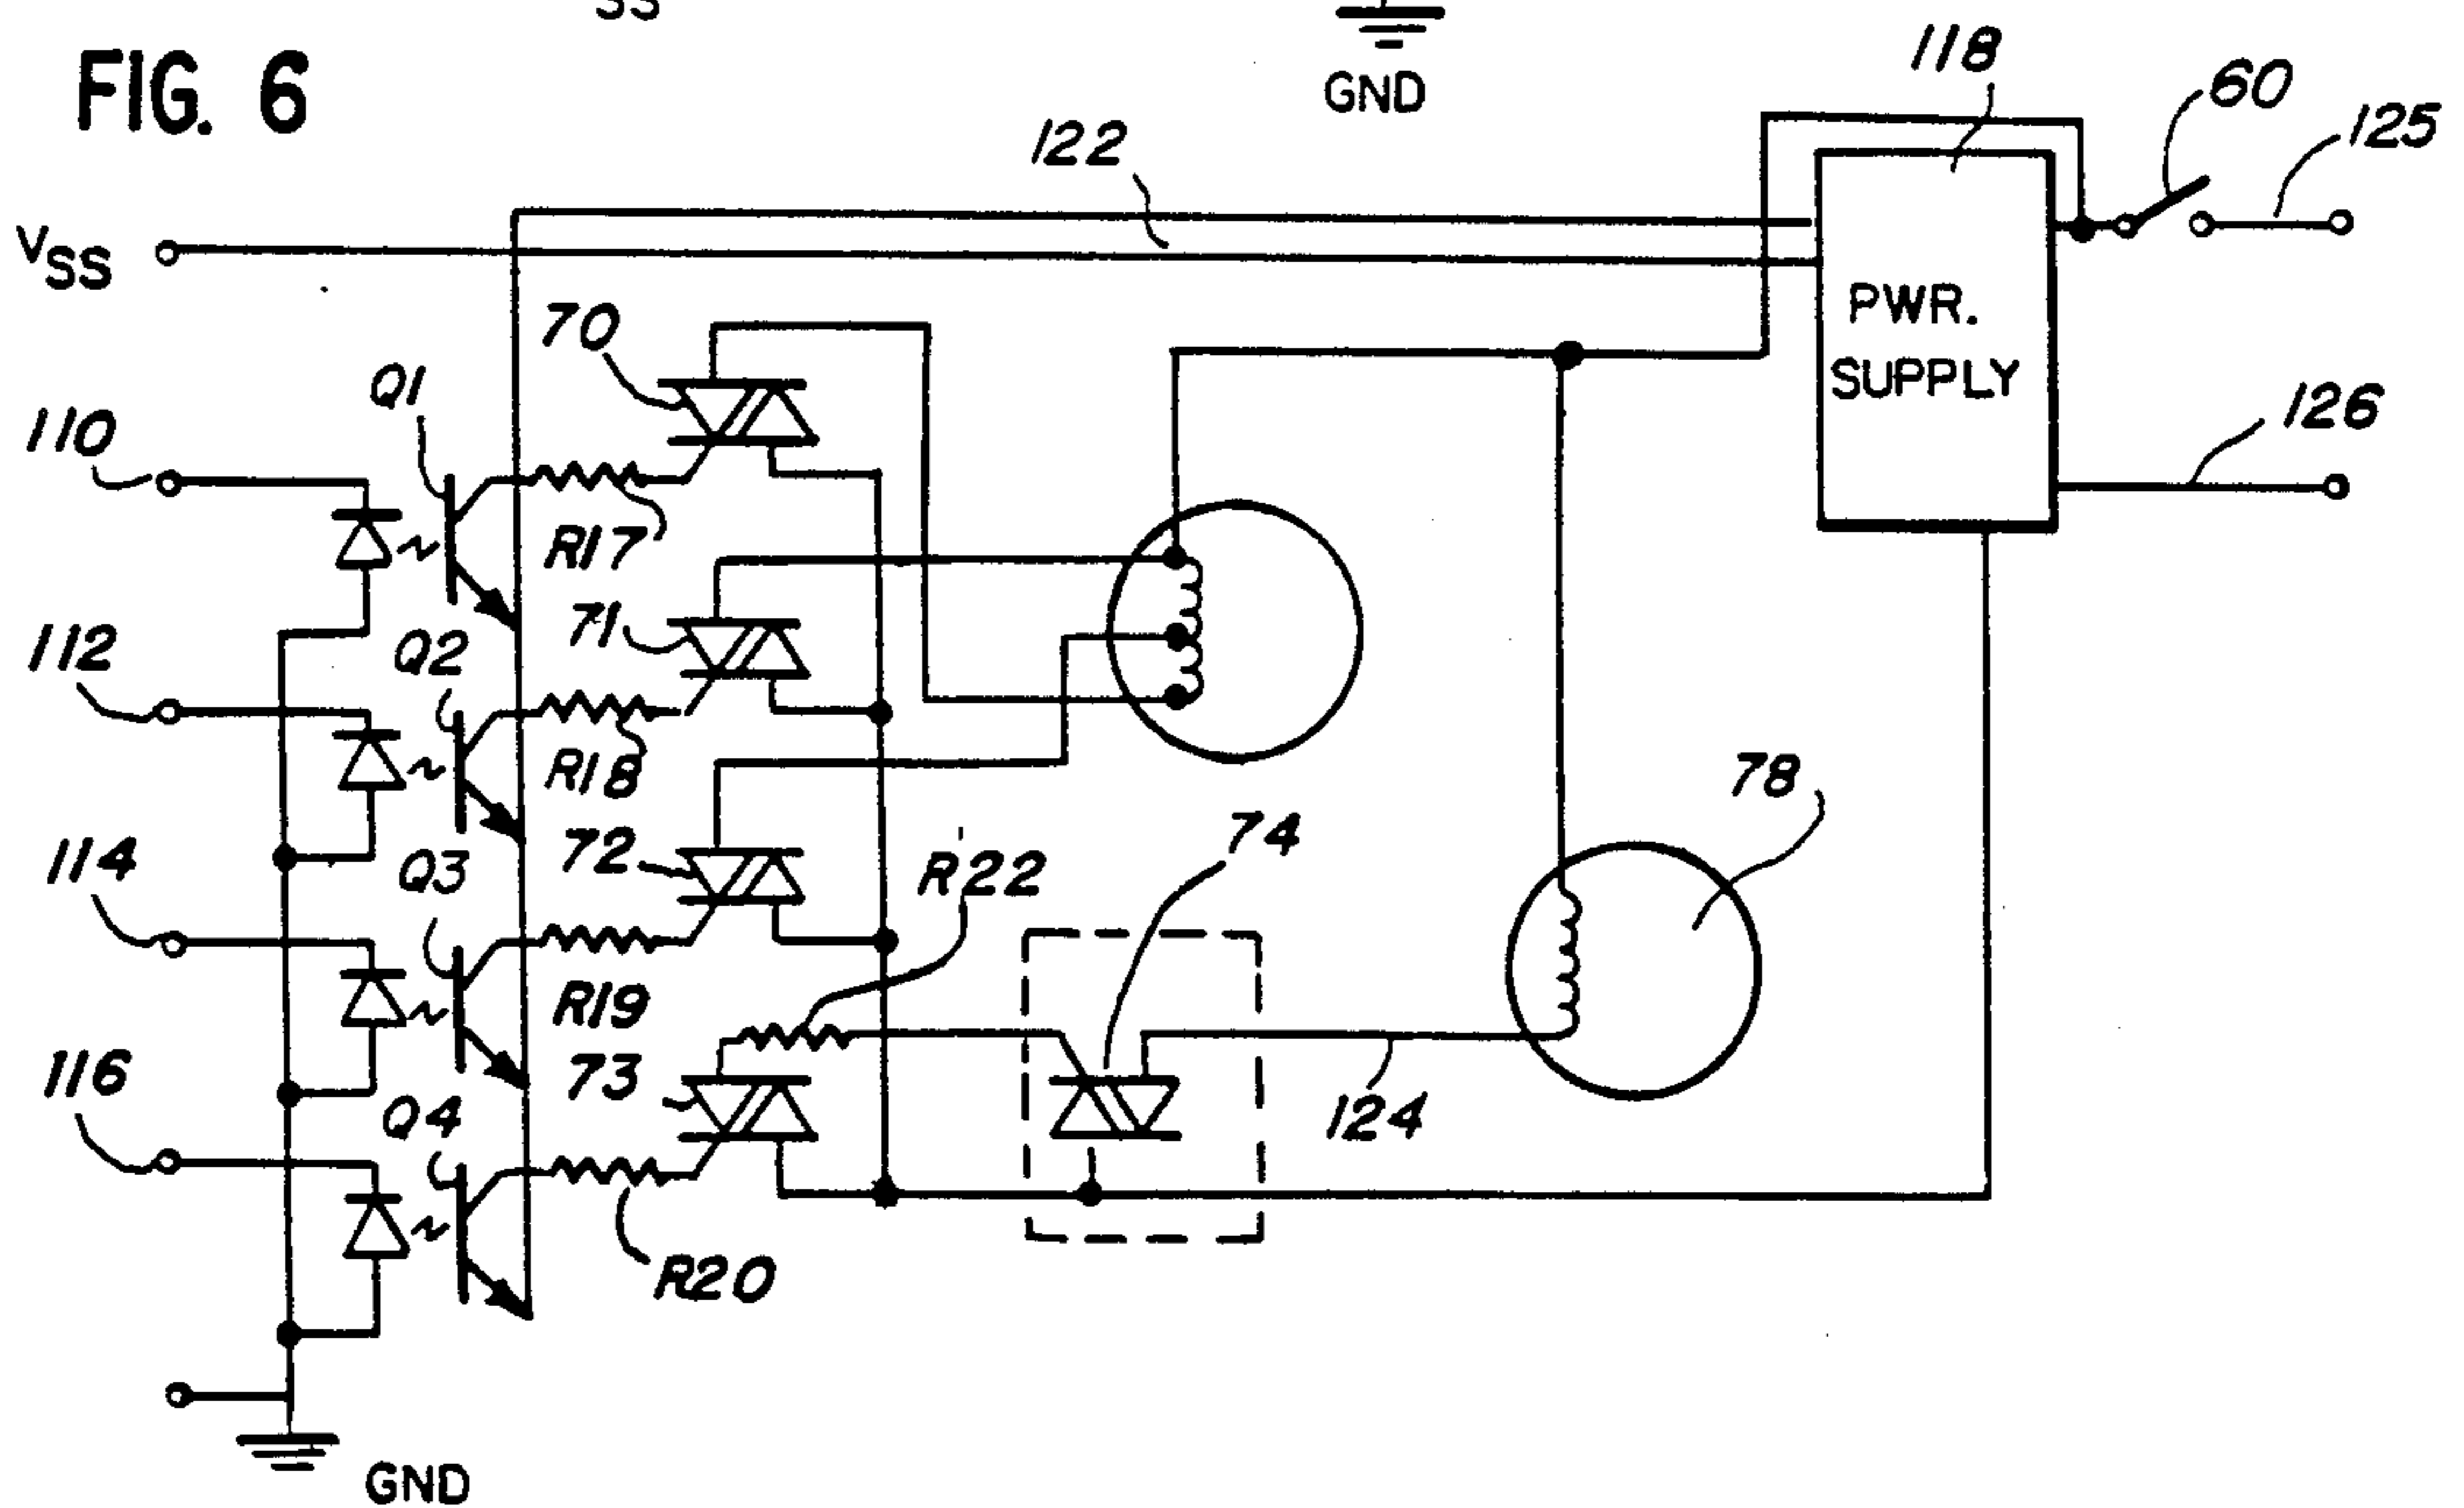 SS
FIG. 6
GND
118
60
125
122
VSS
PWR.
SUPPLY
70
Q1
110
126
R17
71
112
Q2
R18
78
72
74
114
Q3
R22
R19
73
116
Q4
124
R20
GND